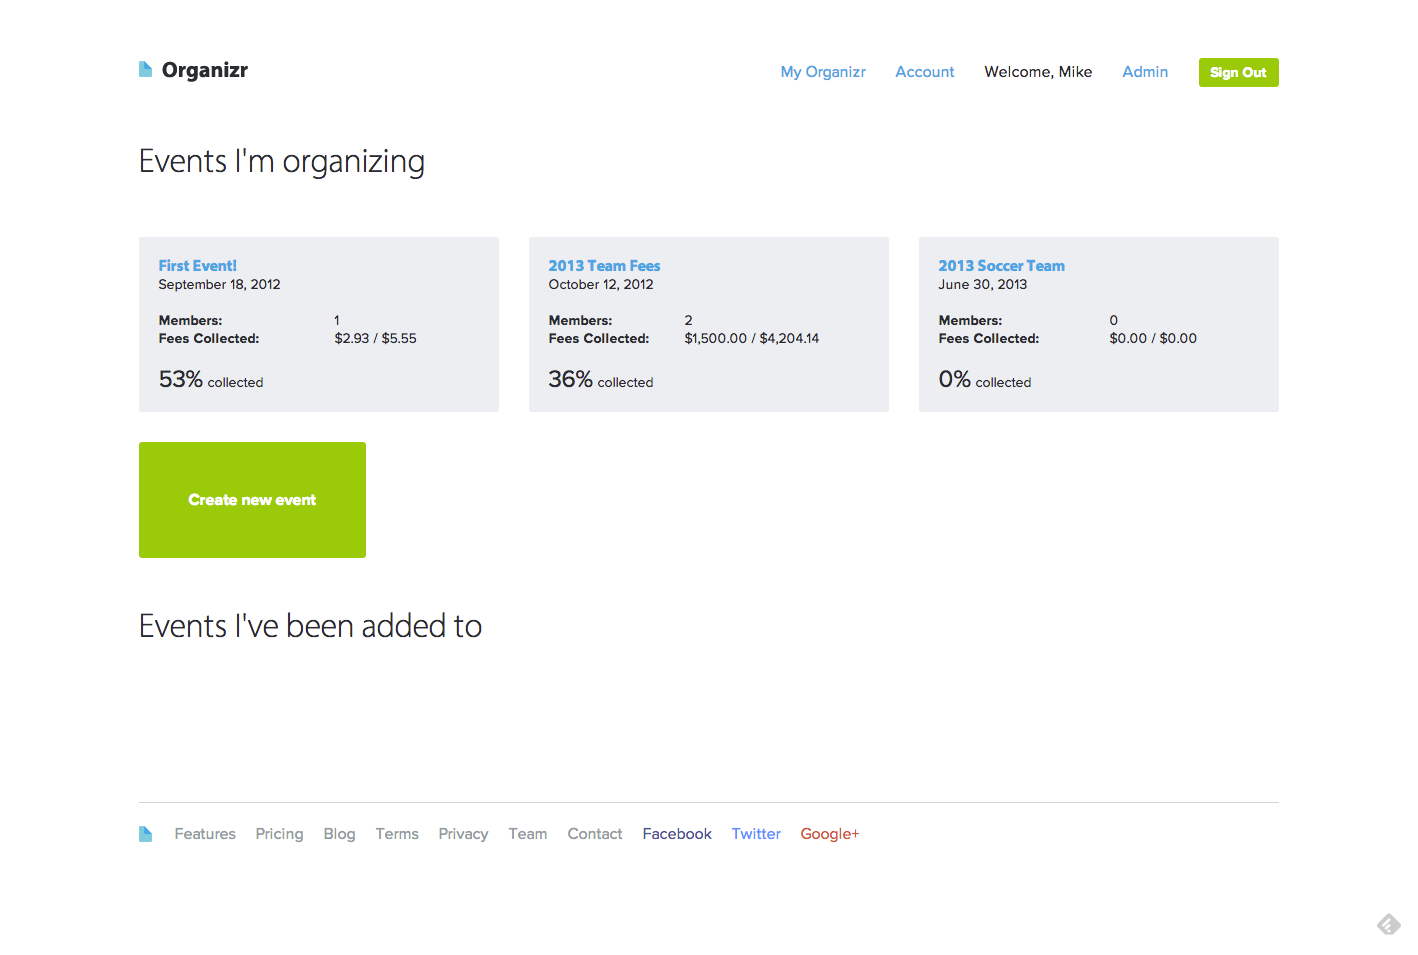 Organizr
My Organizr Account Welcome, Mike Admin Sign Out
Events I'm organizing
First Event!
September 18, 2012
Members: 1
Fees Collected: $2.93 / $5.55
53% collected
2013 Team Fees
October 12, 2012
Members: 2
Fees Collected: $1,500.00 / $4,204.14
36% collected
2013 Soccer Team
June 30, 2013
Members: 0
Fees Collected: $0.00 / $0.00
0% collected
Create new event
Events I've been added to
Features Pricing Blog Terms Privacy Team Contact Facebook Twitter Google+